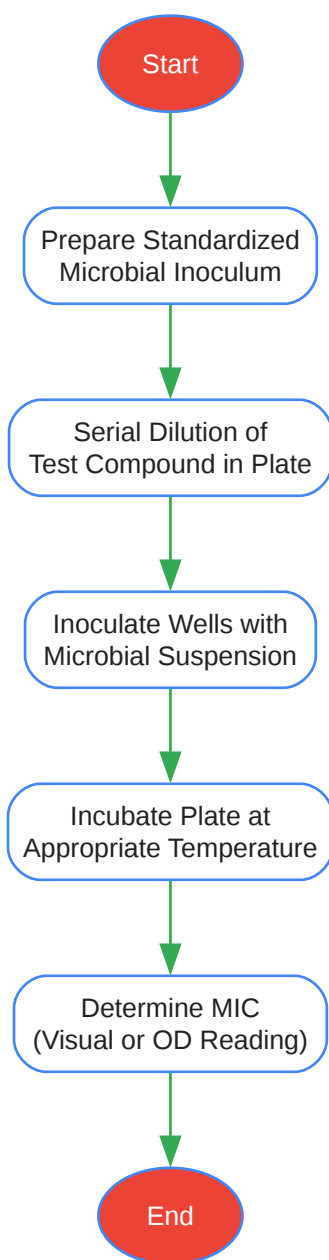 Start
Prepare Standardized
Microbial Inoculum
Serial Dilution of
Test Compound in Plate
Inoculate Wells with
Microbial Suspension
Incubate Plate at
Appropriate Temperature
Determine MIC
(Visual or OD Reading)
End